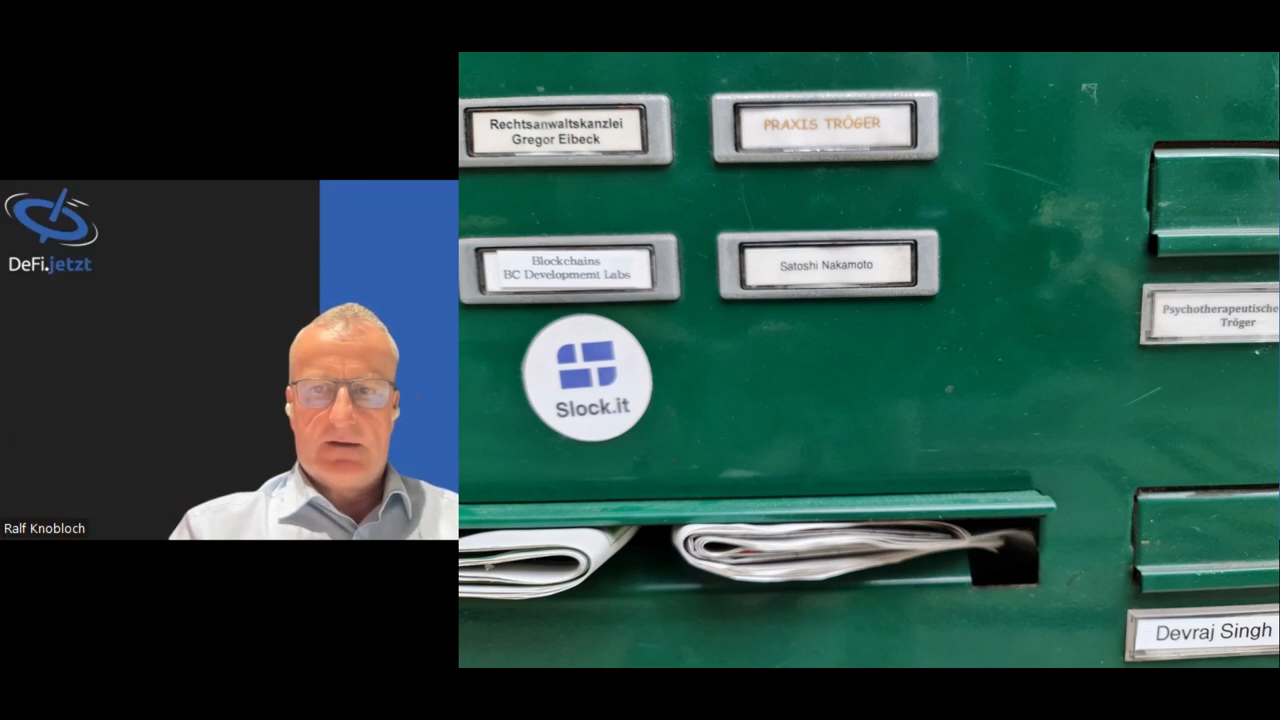 DeFi.jetzt
Ralf Knobloch
Rechtsanwaltskanzlei
Gregor Eibeck
PRAXIS TRÖGER
Blockchains
BC Developmemt Labs
Satoshi Nakamoto
Slock.it
Psychotherapeutische
Tröger
Devraj Singh